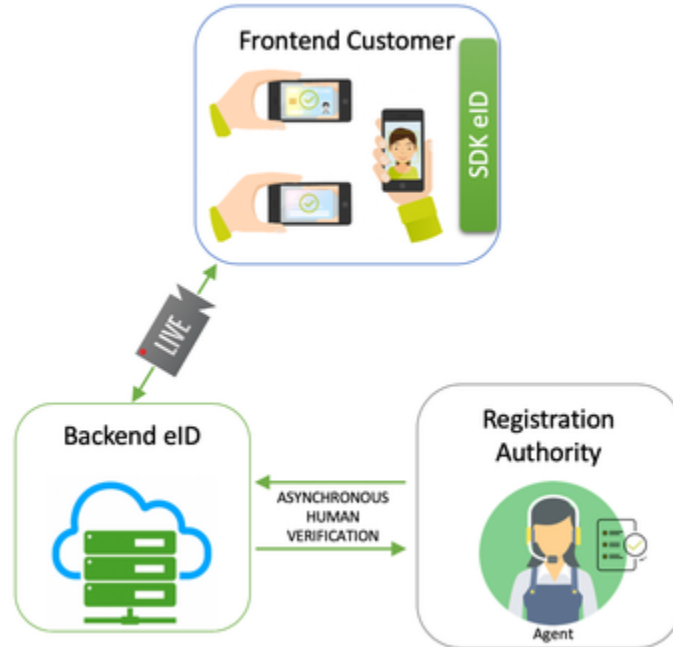 Frontend Customer
SDK eID
LIVE
Backend eID
ASYNCHRONOUS
HUMAN
VERIFICATION
Registration
Authority
Agent